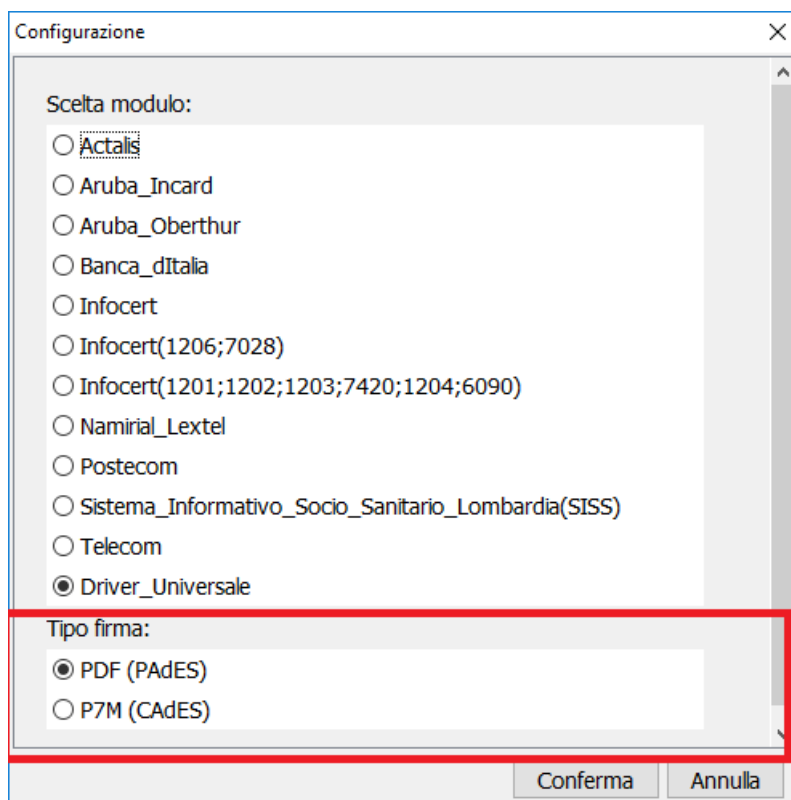 Configurazione
Scelta modulo:
Actalis
Aruba_Incard
Aruba_Oberthur
Banca_dItalia
Infocert
Infocert(1206;7028)
Infocert(1201;1202;1203;7420;1204;6090)
Namirial_Lextel
Postecom
Sistema_Informativo_Socio_Sanitario_Lombardia(SISS)
Telecom
Driver_Universale
Tipo firma:
PDF (PAdES)
P7M (CAdES)
Conferma Annulla